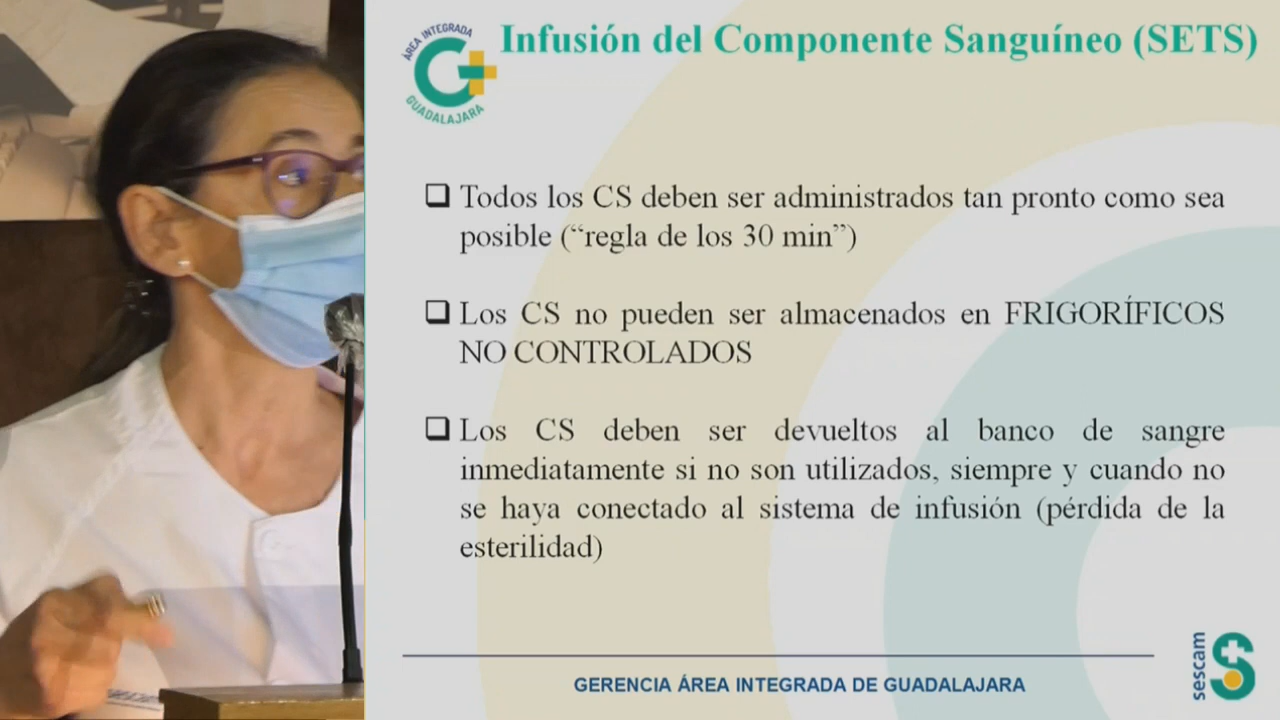 ÁREA INTEGRADA
GUADALAJARA
Infusión del Componente Sanguíneo (SETS)
Todos los CS deben ser administrados tan pronto como sea
posible (“regla de los 30 min”)
Los CS no pueden ser almacenados en FRIGORÍFICOS
NO CONTROLADOS
Los CS deben ser devueltos al banco de sangre
inmediatamente si no son utilizados, siempre y cuando no
se haya conectado al sistema de infusión (pérdida de la
esterilidad)
GERENCIA ÁREA INTEGRADA DE GUADALAJARA
sescam